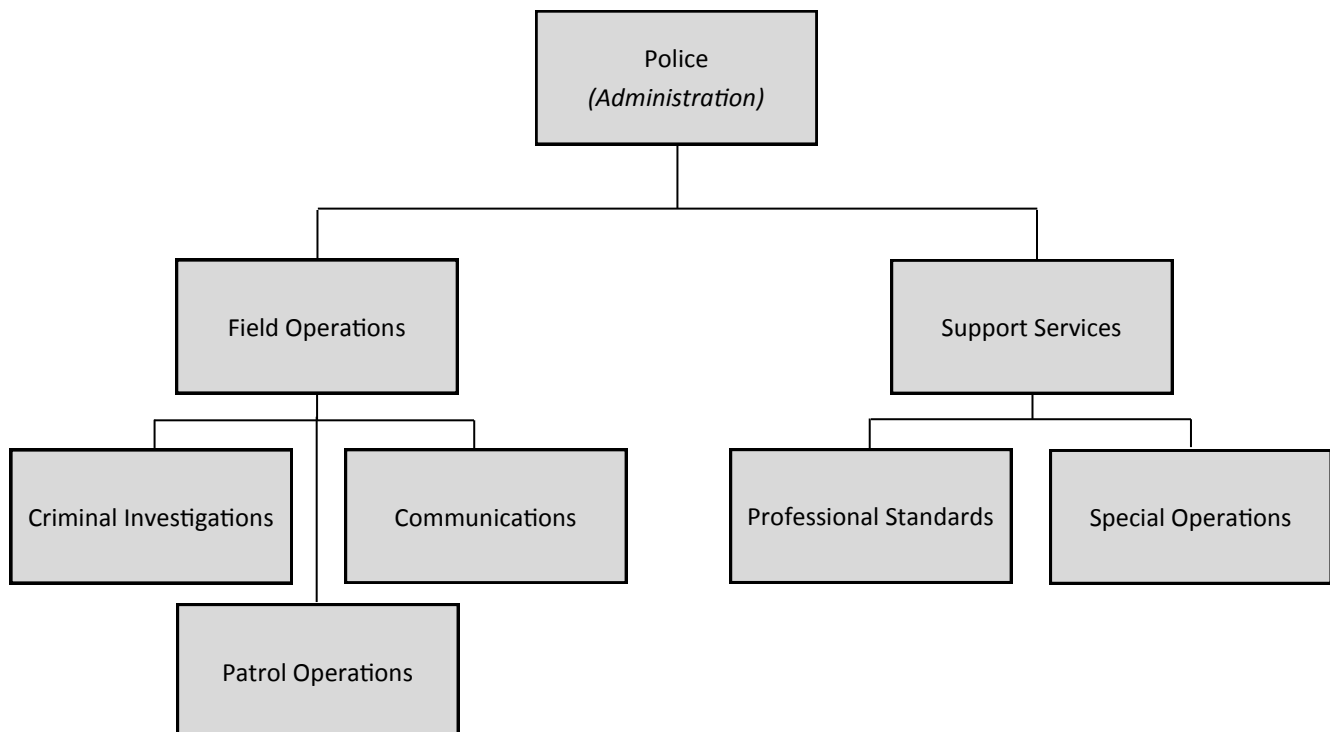 Police
(Administration)
Field Operations
Support Services
Criminal Investigations
Communications
Professional Standards
Special Operations
Patrol Operations